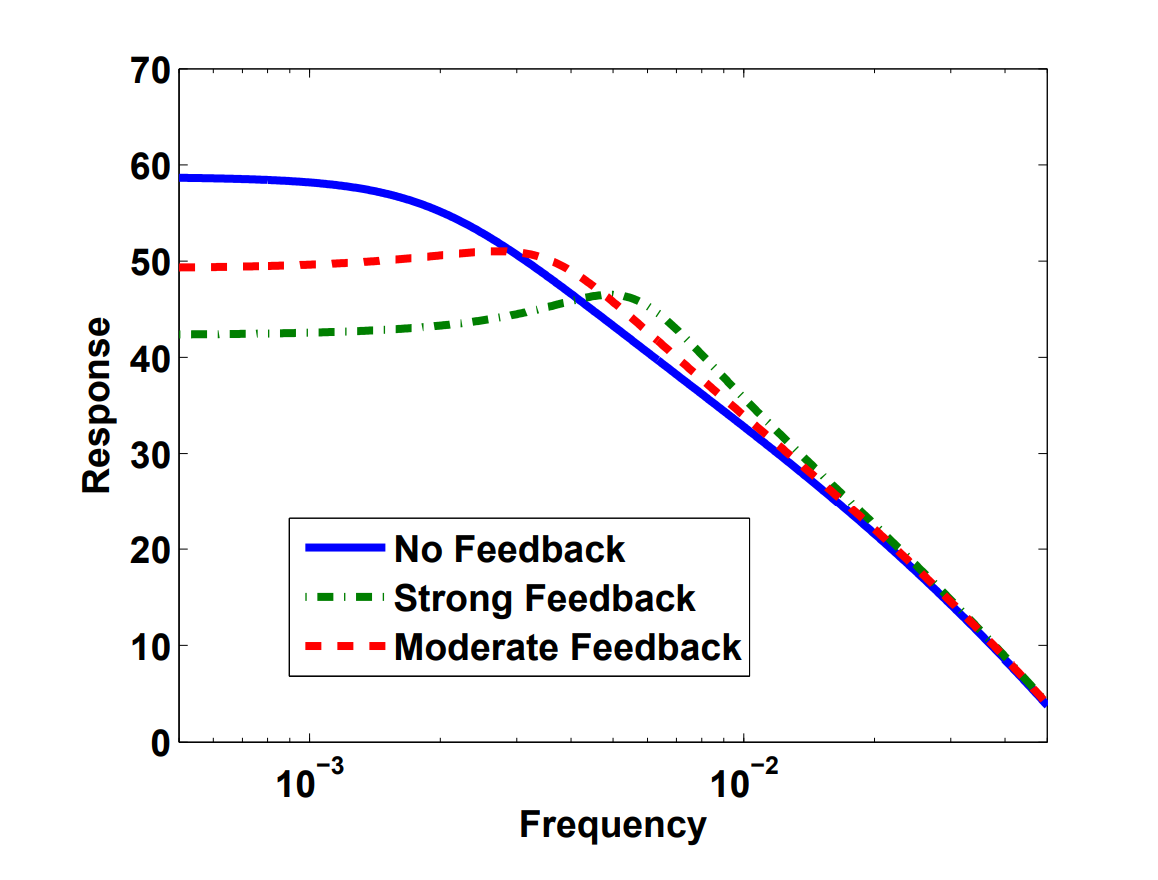 70
60
50
40
30
20
10
0
Response
No Feedback
Strong Feedback
Moderate Feedback
10⁻³
10⁻²
Frequency